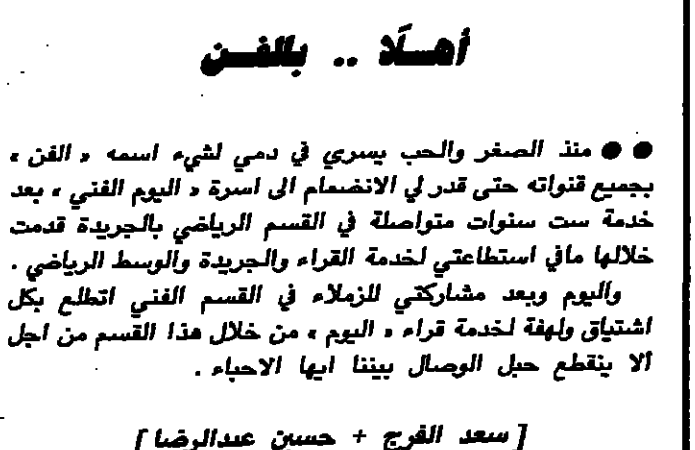 أهـلًا .. بالفـن
●● منذ الصغر والحب يسري في دمي لشيء اسمه « الفن »
بجميع قنواته حتى قدر لي الانضمام الى اسرة « اليوم الفني » بعد
خدمة ست سنوات متواصلة في القسم الرياضي بالجريدة قدمت
خلالها مافي استطاعتي لخدمة القراء والجريدة والوسط الرياضي .
واليوم وبعد مشاركتي للزملاء في القسم الفني اتطلع بكل
اشتياق ولهفة لخدمة قراء « اليوم » من خلال هذا القسم من اجل
ألا ينقطع حبل الوصال بيننا ايها الاحباء .
[ سعد الفرج + حسين عبدالرضا ]